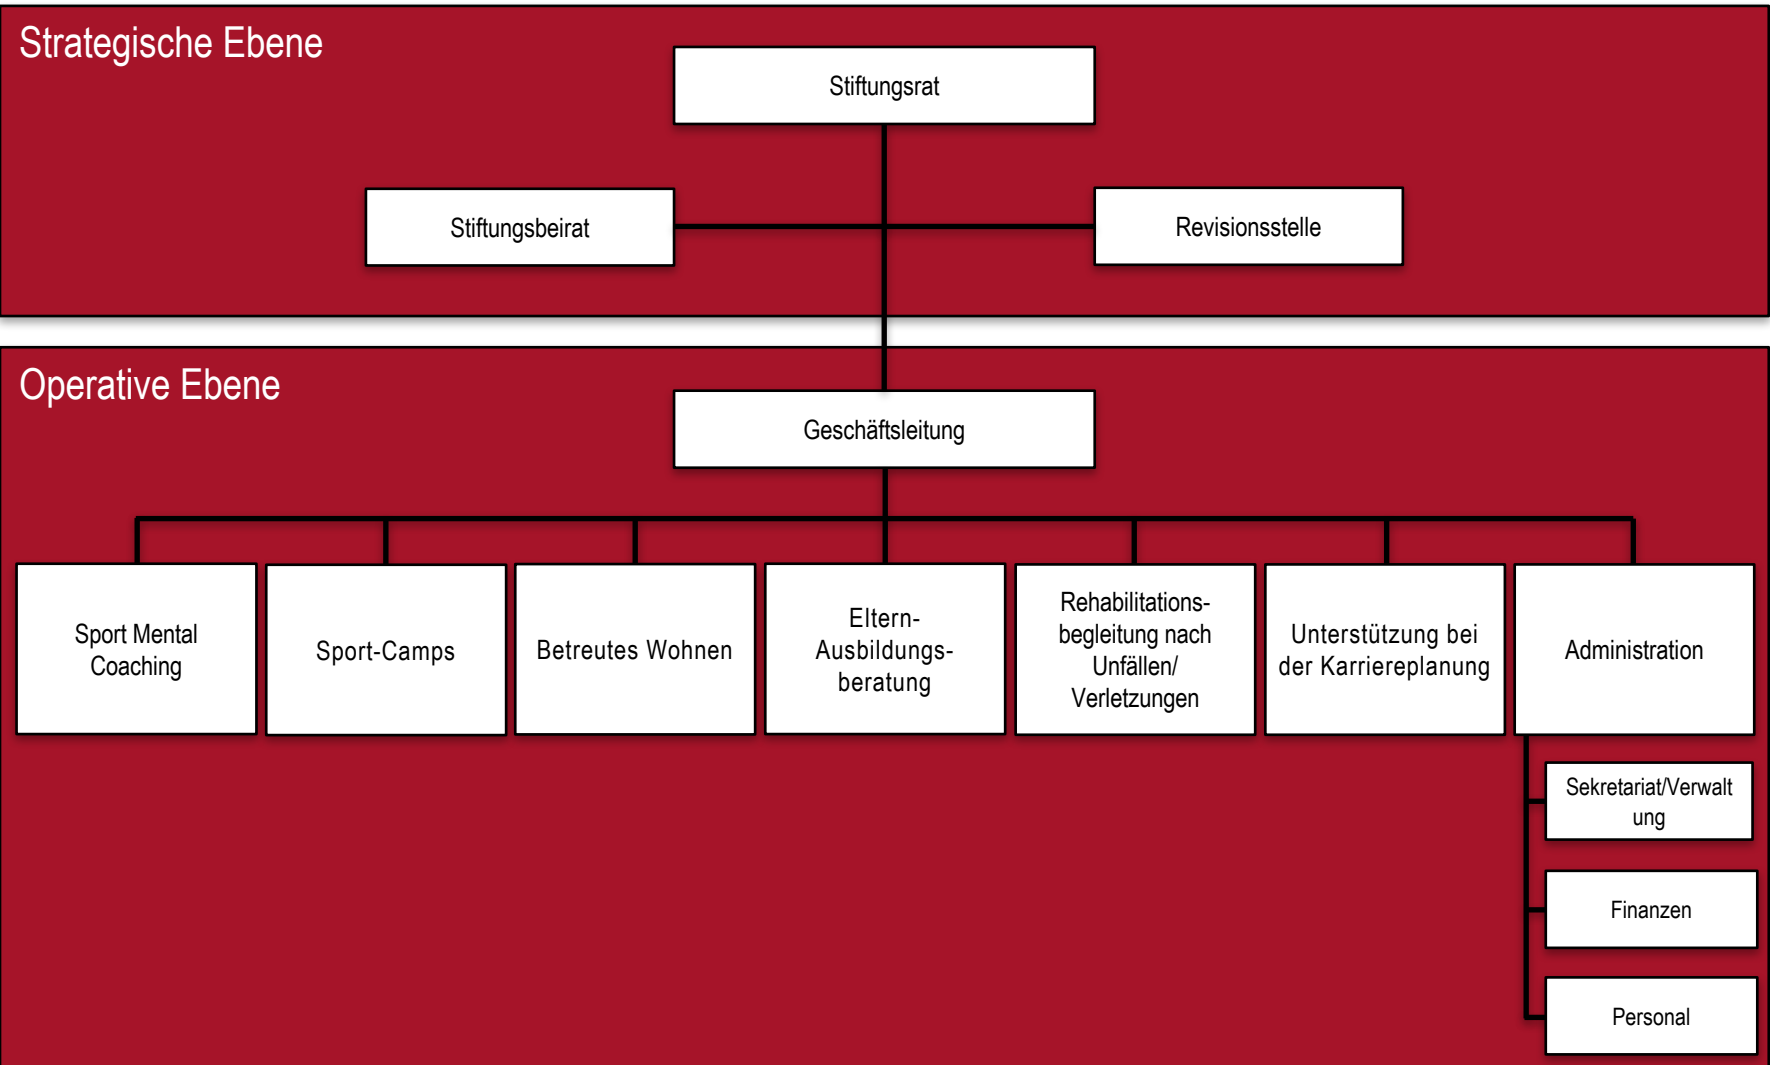 Strategische Ebene
Stiftungsrat
Stiftungsbeirat
Revisionsstelle
Operative Ebene
Geschäftsleitung
Sport Mental
Coaching
Sport-Camps
Betreutes Wohnen
Eltern-
Ausbildungs-
beratung
Rehabilitations-
begleitung nach
Unfällen/
Verletzungen
Unterstützung bei
der Karriereplanung
Administration
Sekretariat/Verwalt
ung
Finanzen
Personal